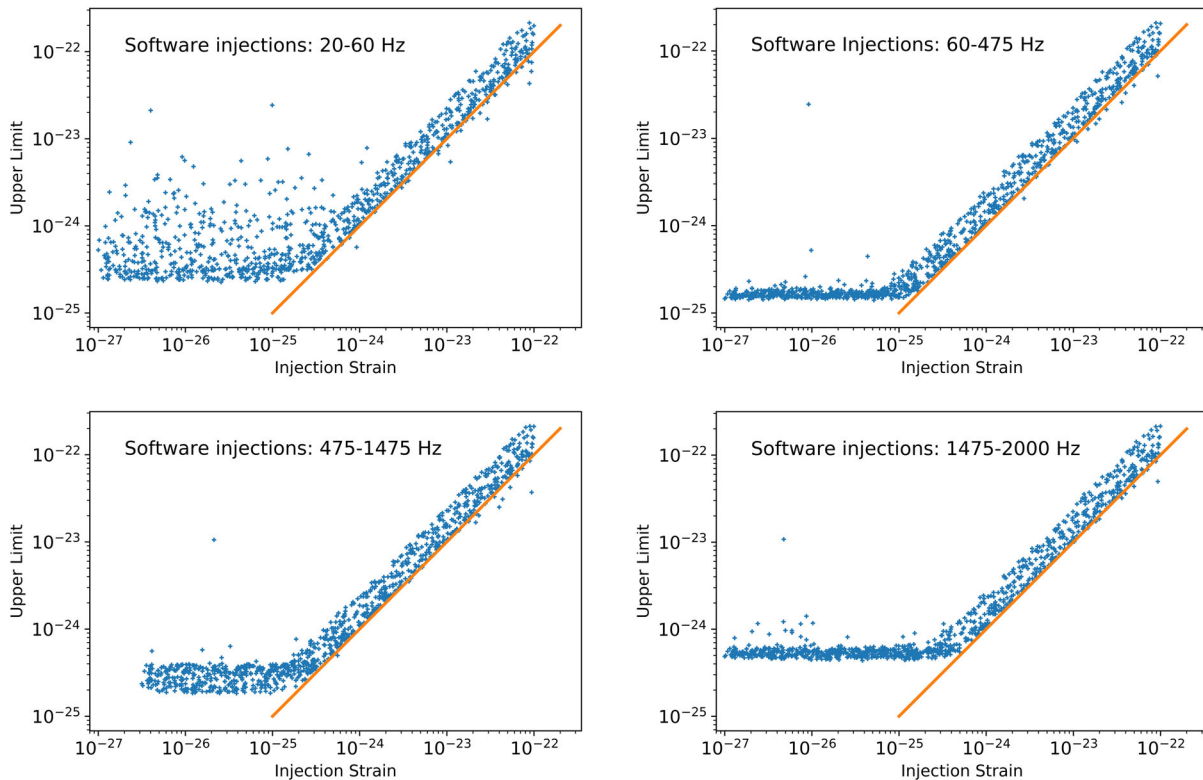 Software injections: 20-60 Hz
Upper Limit
10⁻²²
10⁻²³
10⁻²⁴
10⁻²⁵
10⁻²⁷ 10⁻²⁶ 10⁻²⁵ 10⁻²⁴ 10⁻²³ 10⁻²²
Injection Strain
Software Injections: 60-475 Hz
Upper Limit
10⁻²²
10⁻²³
10⁻²⁴
10⁻²⁵
10⁻²⁷ 10⁻²⁶ 10⁻²⁵ 10⁻²⁴ 10⁻²³ 10⁻²²
Injection Strain
Software injections: 475-1475 Hz
Upper Limit
10⁻²²
10⁻²³
10⁻²⁴
10⁻²⁵
10⁻²⁷ 10⁻²⁶ 10⁻²⁵ 10⁻²⁴ 10⁻²³ 10⁻²²
Injection Strain
Software injections: 1475-2000 Hz
Upper Limit
10⁻²²
10⁻²³
10⁻²⁴
10⁻²⁵
10⁻²⁷ 10⁻²⁶ 10⁻²⁵ 10⁻²⁴ 10⁻²³ 10⁻²²
Injection Strain